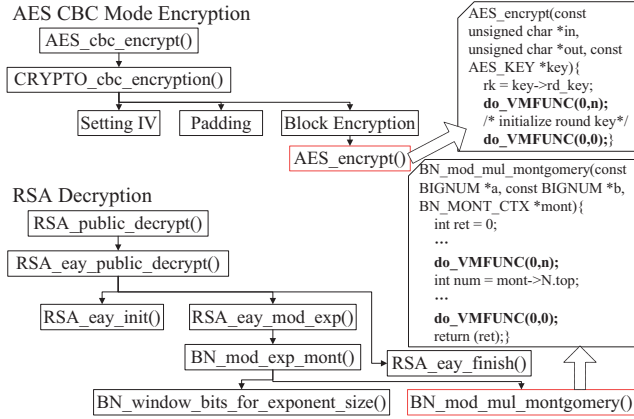 AES CBC Mode Encryption
AES_cbc_encrypt()
CRYPTO_cbc_encryption()
Setting IV
Padding
Block Encryption
AES_encrypt()
AES_encrypt(const
unsigned char *in,
unsigned char *out, const
AES_KEY *key){
rk = key->rd_key;
do_VMFUNC(0,n);
/* initialize round key*/
do_VMFUNC(0,0);}
RSA Decryption
RSA_public_decrypt()
RSA_eay_public_decrypt()
RSA_eay_init()
RSA_eay_mod_exp()
BN_mod_exp_mont()
RSA_eay_finish()
BN_window_bits_for_exponent_size()
BN_mod_mul_montgomery()
BN_mod_mul_montgomery(const
BIGNUM *a, const BIGNUM *b,
BN_MONT_CTX *mont){
int ret = 0;
…
do_VMFUNC(0,n);
int num = mont->N.top;
…
do_VMFUNC(0,0);
return (ret);}